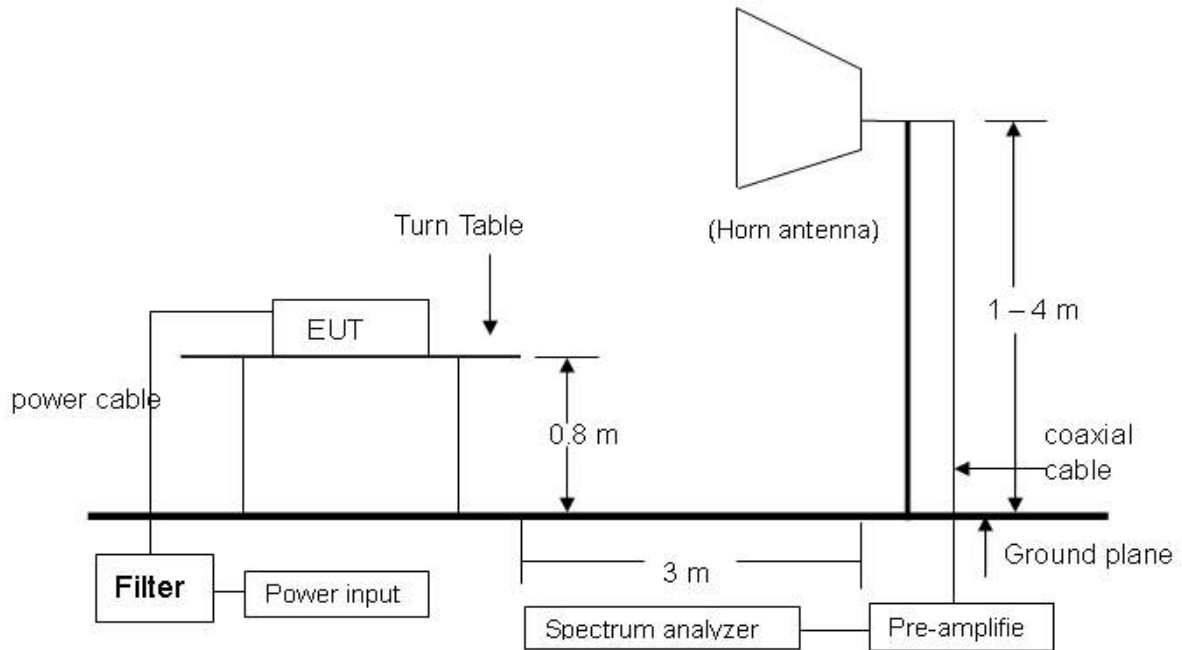 (Horn antenna)
Turn Table
EUT
1 – 4 m
power cable
0.8 m
coaxial
cable
Ground plane
3 m
Filter
Power input
Spectrum analyzer
Pre-amplifie